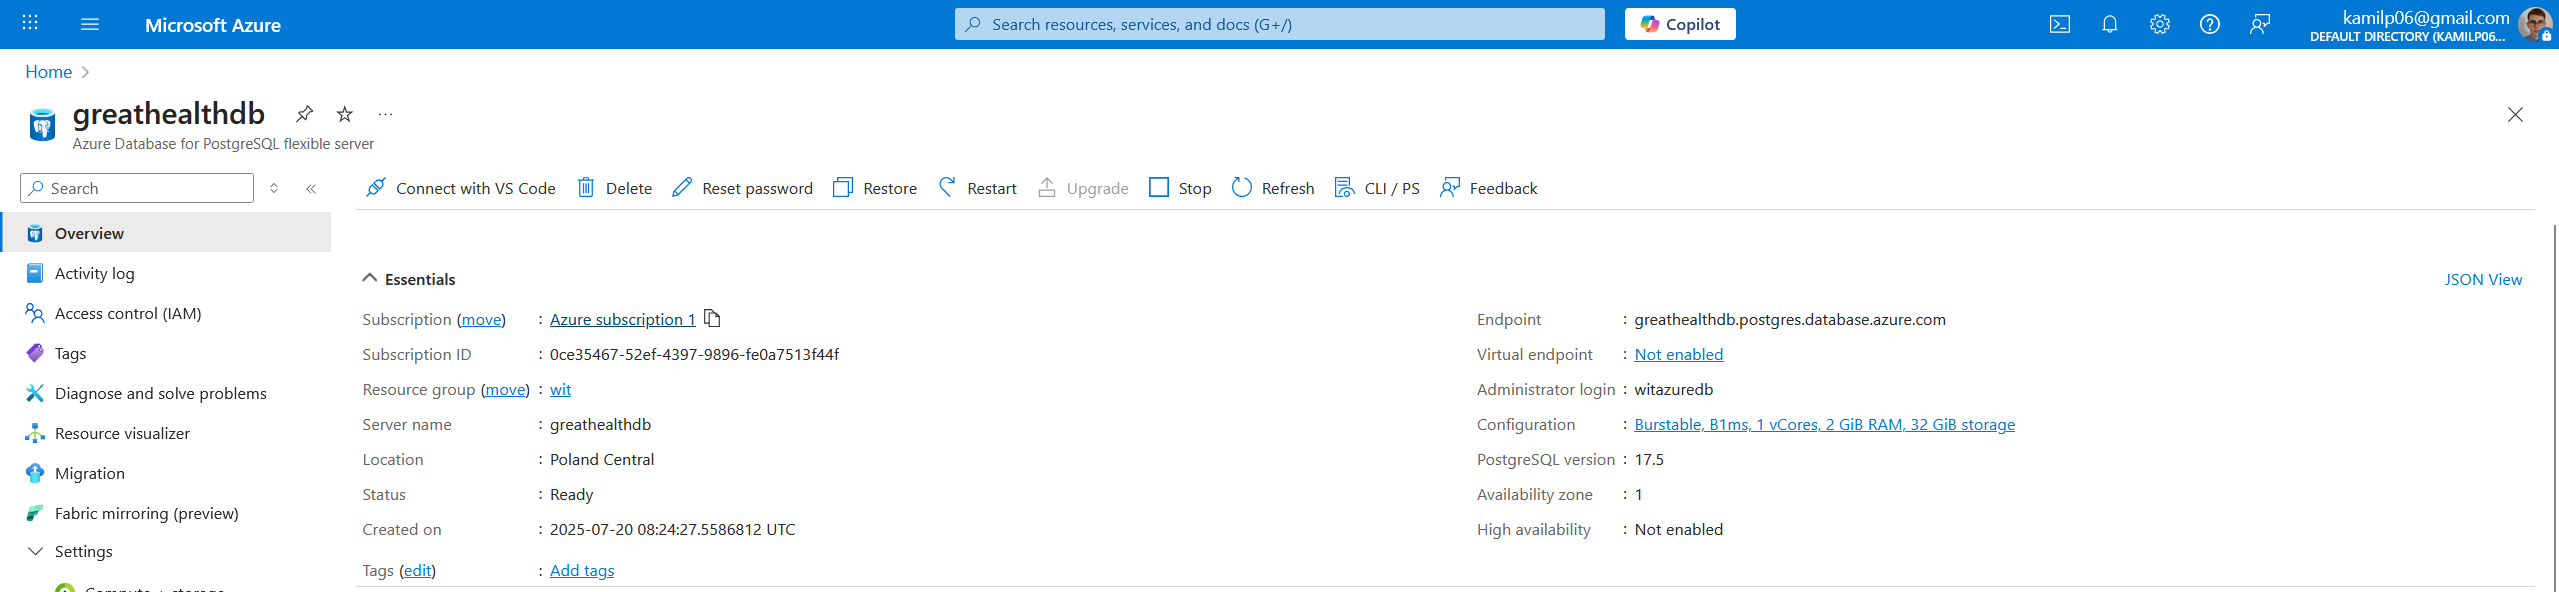 Microsoft Azure
Search resources, services, and docs (G+/)
Copilot
kamilp06@gmail.com
DEFAULT DIRECTORY (KAMILP06...
Home
greathealthdb
Azure Database for PostgreSQL flexible server
Search
Connect with VS Code
Delete
Reset password
Restore
Restart
Upgrade
Stop
Refresh
CLI / PS
Feedback
Overview
Activity log
Access control (IAM)
Tags
Diagnose and solve problems
Resource visualizer
Migration
Fabric mirroring (preview)
Settings
Compute + storage
Essentials
JSON View
Subscription (move) : Azure subscription 1
Subscription ID : 0ce35467-52ef-4397-9896-fe0a7513f44f
Resource group (move) : wit
Server name : greathealthdb
Location : Poland Central
Status : Ready
Created on : 2025-07-20 08:24:27.5586812 UTC
Tags (edit) : Add tags
Endpoint : greathealthdb.postgres.database.azure.com
Virtual endpoint : Not enabled
Administrator login : witazuredb
Configuration : Burstable, B1ms, 1 vCores, 2 GiB RAM, 32 GiB storage
PostgreSQL version : 17.5
Availability zone : 1
High availability : Not enabled